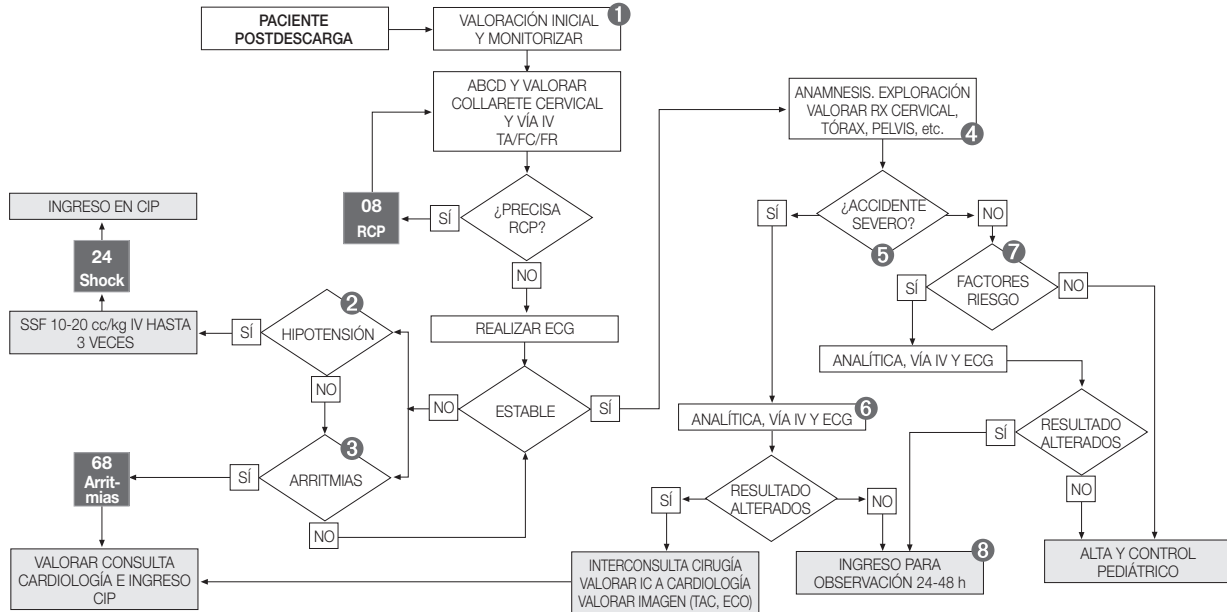 PACIENTE
POSTDESCARGA
1
VALORACIÓN INICIAL
Y MONITORIZAR
ABCD Y VALORAR
COLLARETE CERVICAL
Y VÍA IV
TA/FC/FR
¿PRECISA
RCP?
SÍ
08
RCP
NO
REALIZAR ECG
ESTABLE
NO
SÍ
2
HIPOTENSIÓN
SÍ
SSF 10-20 cc/kg IV HASTA
3 VECES
24
Shock
INGRESO EN CIP
NO
3
ARRITMIAS
SÍ
NO
68
Arrit-
mias
VALORAR CONSULTA
CARDIOLOGÍA E INGRESO
CIP
ANAMNESIS. EXPLORACIÓN
VALORAR RX CERVICAL,
TÓRAX, PELVIS, etc.
4
¿ACCIDENTE
SEVERO?
5
SÍ
NO
7
FACTORES
RIESGO
SÍ
NO
ANALÍTICA, VÍA IV Y ECG
RESULTADO
ALTERADOS
SÍ
NO
ANALÍTICA, VÍA IV Y ECG
6
RESULTADO
ALTERADOS
SÍ
NO
INTERCONSULTA CIRUGÍA
VALORAR IC A CARDIOLOGÍA
VALORAR IMAGEN (TAC, ECO)
8
INGRESO PARA
OBSERVACIÓN 24-48 h
ALTA Y CONTROL
PEDIÁTRICO